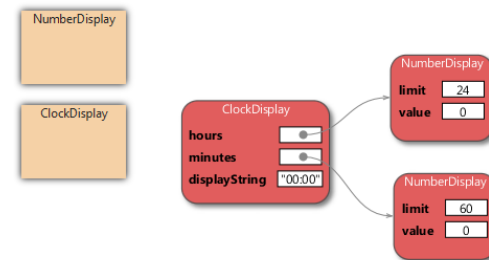 NumberDisplay
ClockDisplay
ClockDisplay
hours
minutes
displayString "00:00"
NumberDisplay
limit 24
value 0
NumberDisplay
limit 60
value 0